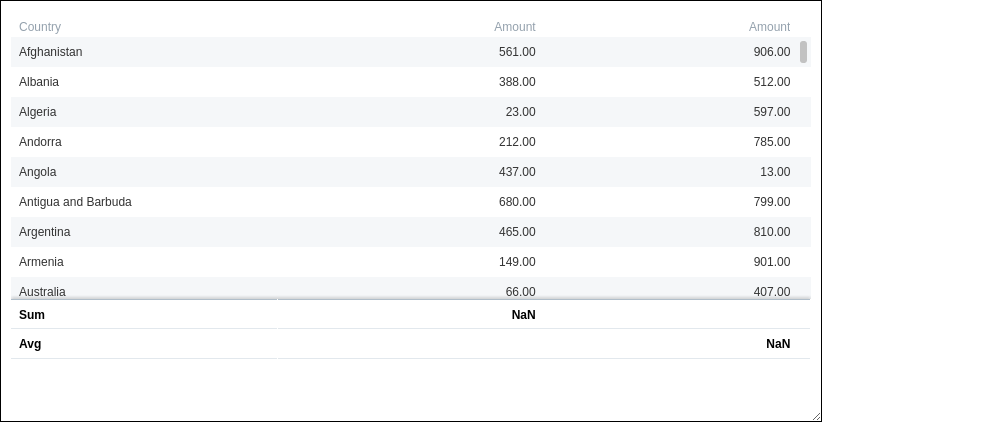 Country Amount Amount
Afghanistan 561.00 906.00
Albania 388.00 512.00
Algeria 23.00 597.00
Andorra 212.00 785.00
Angola 437.00 13.00
Antigua and Barbuda 680.00 799.00
Argentina 465.00 810.00
Armenia 149.00 901.00
Australia 66.00 407.00
Sum NaN
Avg NaN